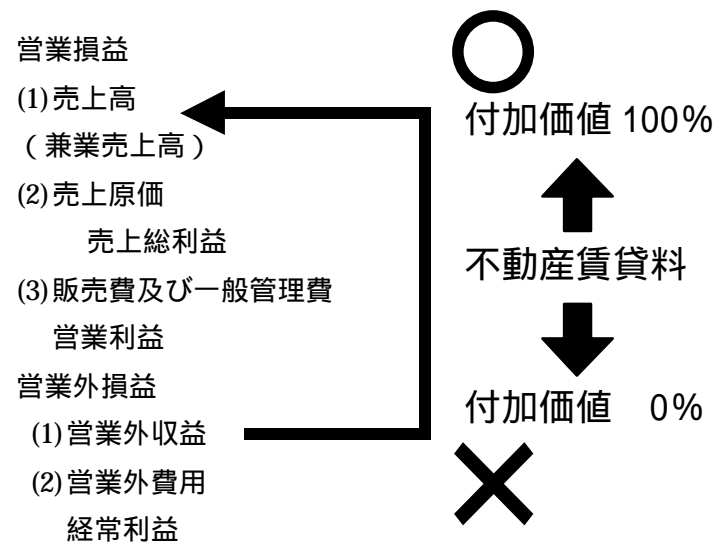 営業損益
(1)売上高
（兼業売上高）
(2)売上原価
売上総利益
(3)販売費及び一般管理費
営業利益
営業外損益
(1)営業外収益
(2)営業外費用
経常利益
付加価値 100%
不動産賃貸料
付加価値　0%